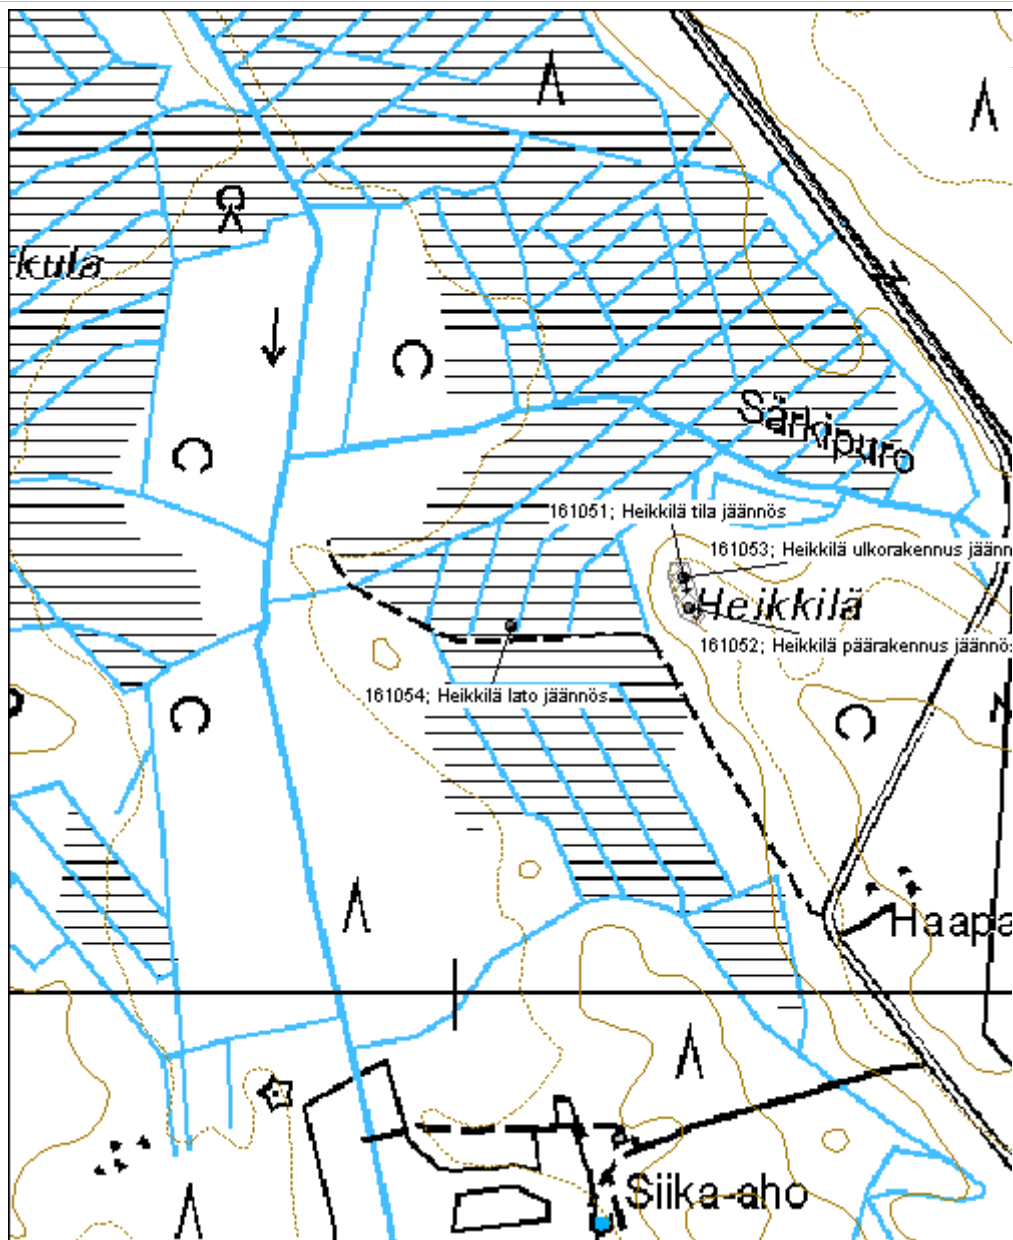 kula
Särkipuro
161051; Heikkilä tila jäännös
161053; Heikkilä ulkorakennus jäänn
Heikkilä
161052; Heikkilä päärakennus jäännös
161054; Heikkilä lato jäännös
Haapa
Siika-aho